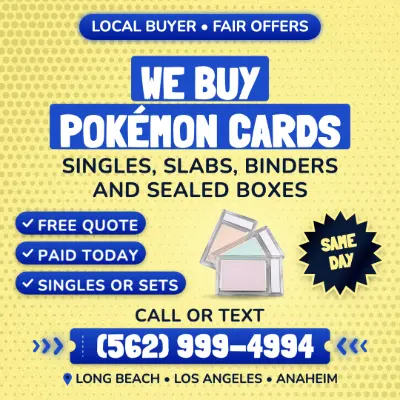 LOCAL BUYER • FAIR OFFERS
WE BUY
POKÉMON CARDS
SINGLES, SLABS, BINDERS
AND SEALED BOXES
FREE QUOTE
PAID TODAY
SINGLES OR SETS
SAME
DAY
CALL OR TEXT
(562) 999-4994
LONG BEACH • LOS ANGELES • ANAHEIM